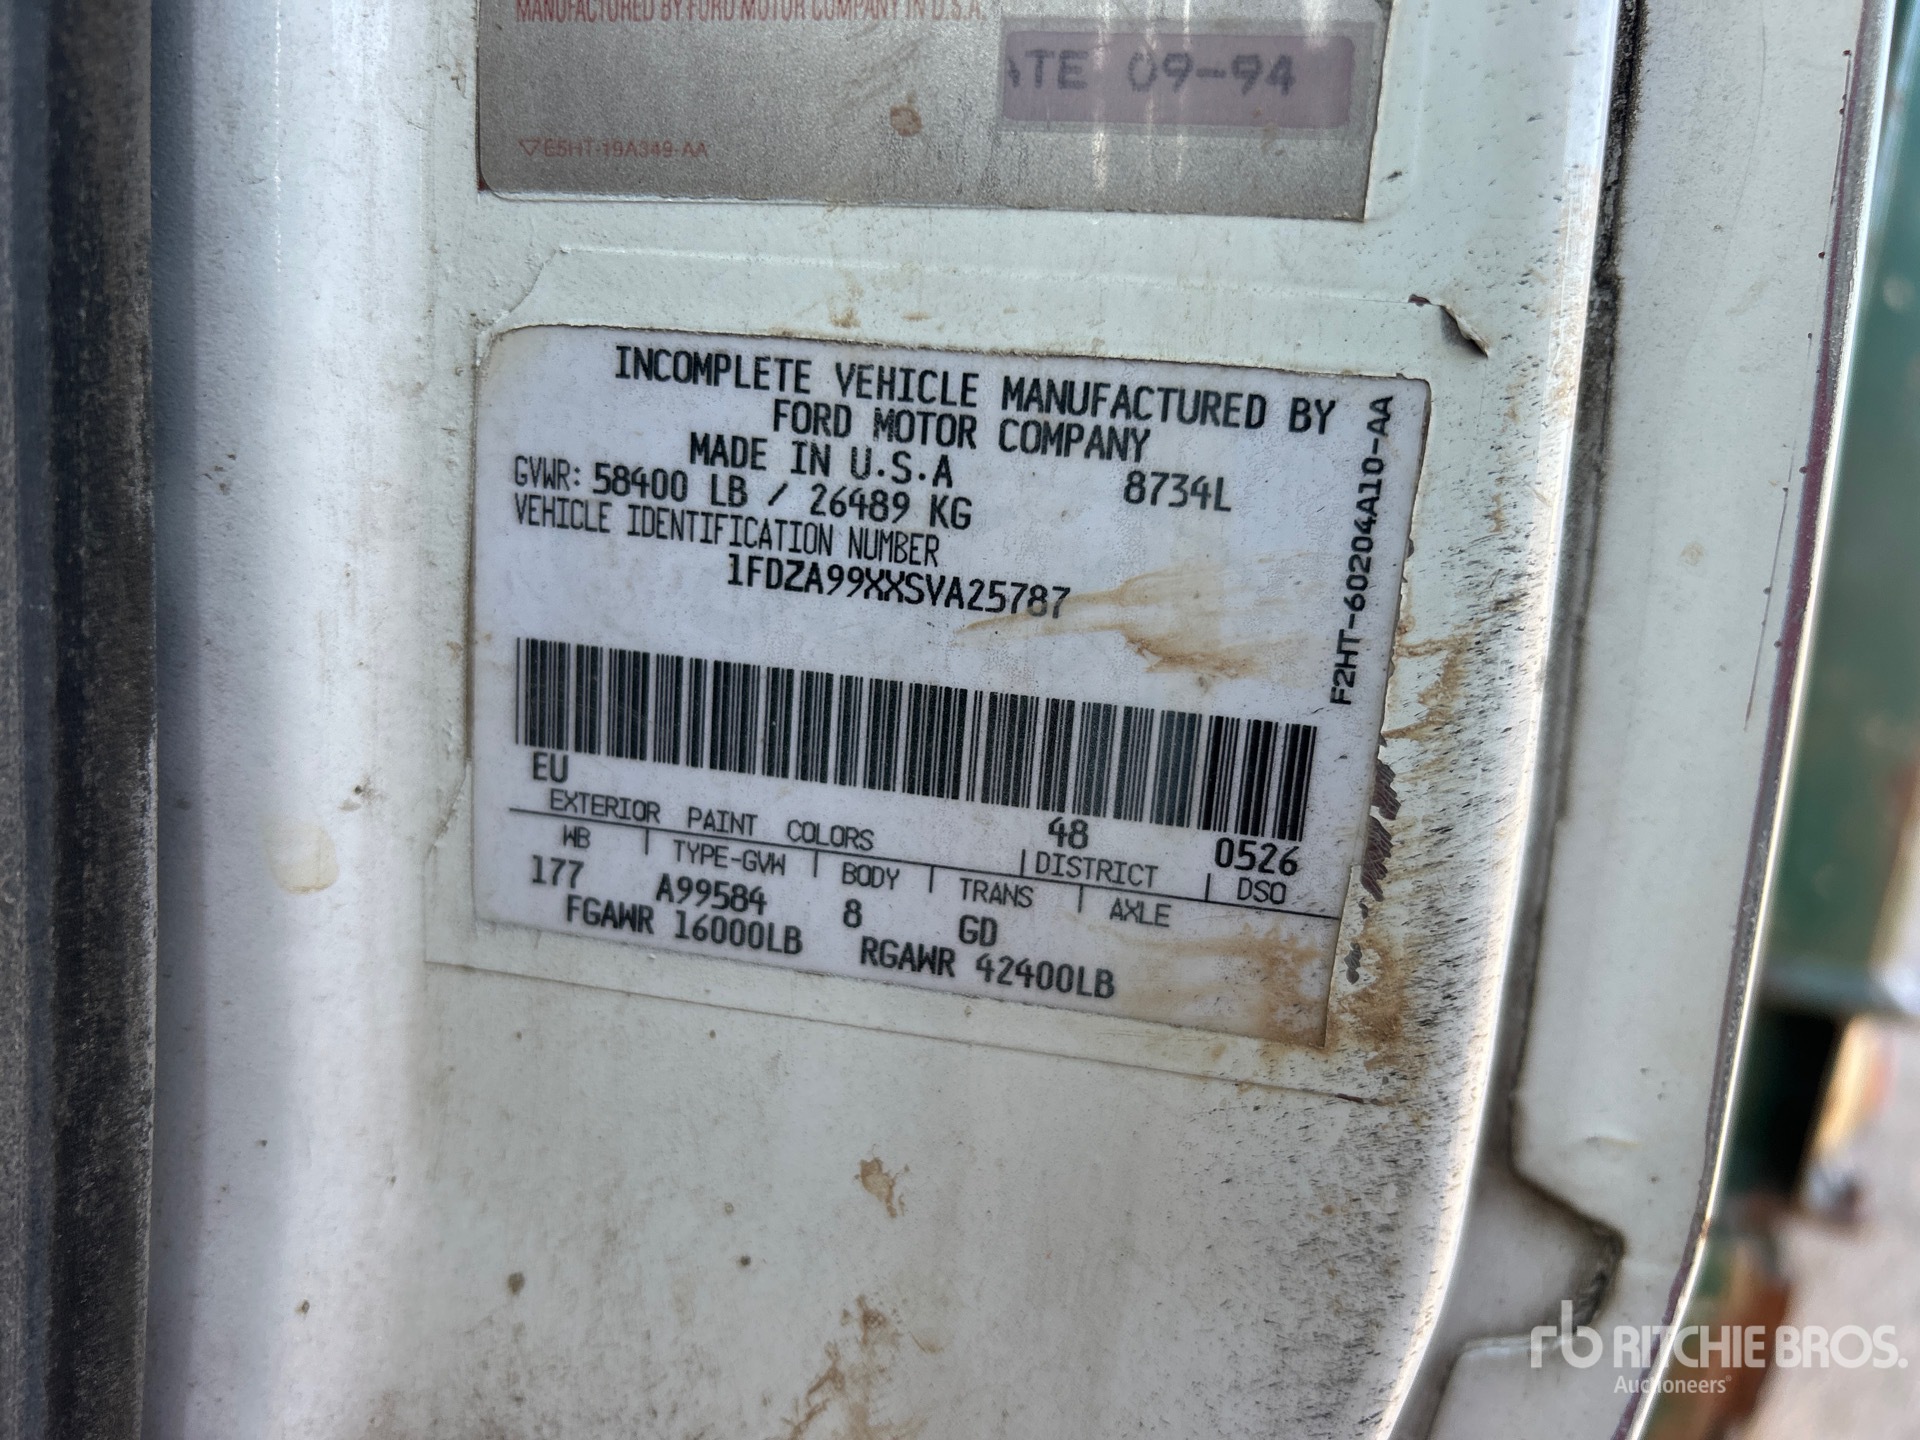 MANUFACTURED BY FORD MOTOR COMPANY IN U.S.A.
ATE 09-94
▽E5HT-19A349-AA
INCOMPLETE VEHICLE MANUFACTURED BY
FORD MOTOR COMPANY
MADE IN U.S.A
8734L
GVWR: 58400 LB / 26489 KG
VEHICLE IDENTIFICATION NUMBER
1FDZA99XXSVA25787
F2HT-60204A10-AA
EU
48
0526
EXTERIOR PAINT COLORS
DISTRICT
DSO
WB
TYPE-GVW
BODY
TRANS
AXLE
177
A99584
8
GD
FGAWR 16000LB
RGAWR 42400LB
rb RITCHIE BROS.
Auctioneers